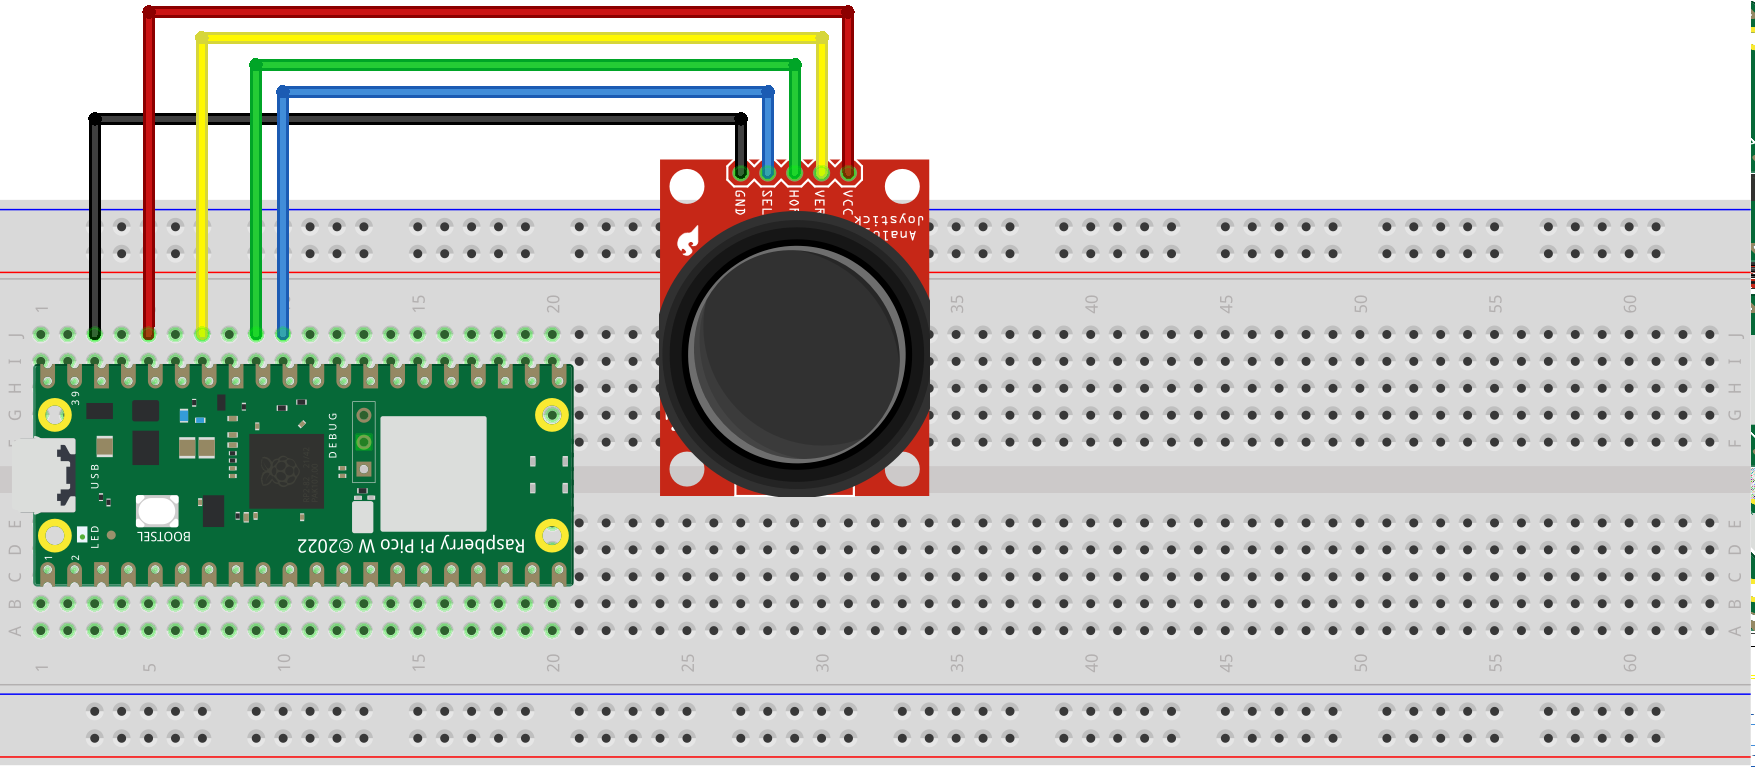 GND
SEL
HOR
VER
VCC
Analog
Joystick
1
15
20
35
40
45
50
55
60
J
J
I
I
H
H
G
G
F
F
39
DEBUG
USB
BOOTSEL
LED
1
2
Raspberry Pi Pico W ©2022
E
E
D
D
C
C
B
B
A
A
1
5
10
15
20
25
30
35
40
45
50
55
60